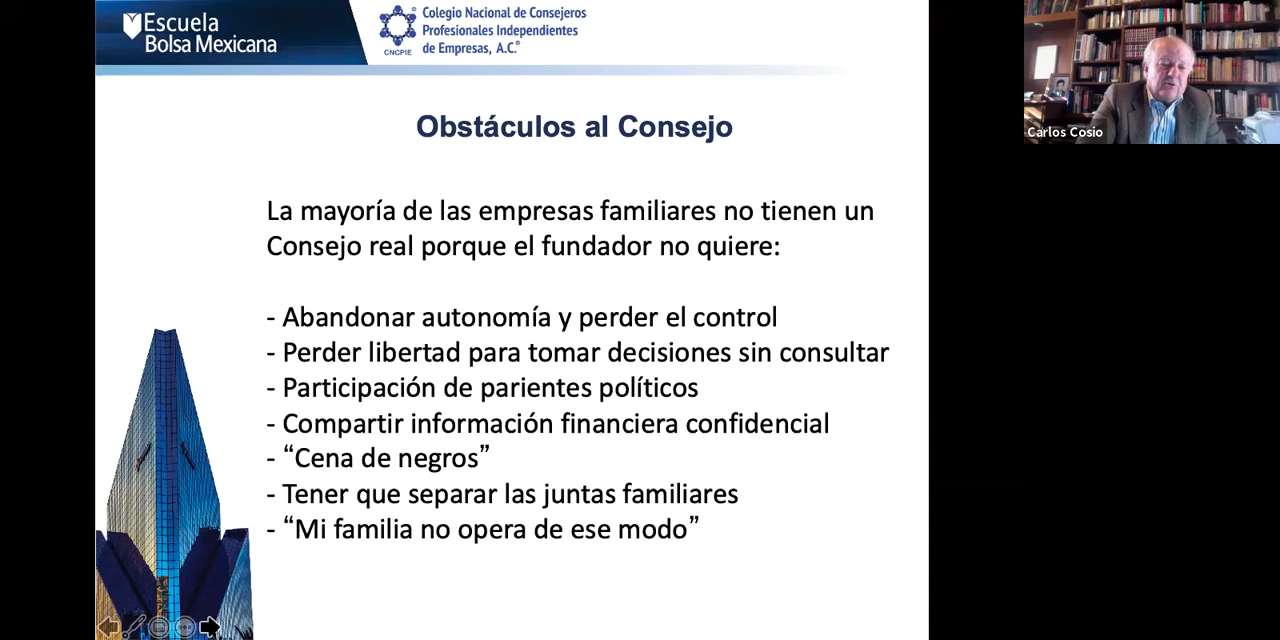 Escuela
Bolsa Mexicana
CNCPIE
Colegio Nacional de Consejeros
Profesionales Independientes
de Empresas, A.C.®
Carlos Cosio
Obstáculos al Consejo
La mayoría de las empresas familiares no tienen un
Consejo real porque el fundador no quiere:
- Abandonar autonomía y perder el control
- Perder libertad para tomar decisiones sin consultar
- Participación de parientes políticos
- Compartir información financiera confidencial
- “Cena de negros”
- Tener que separar las juntas familiares
- “Mi familia no opera de ese modo”